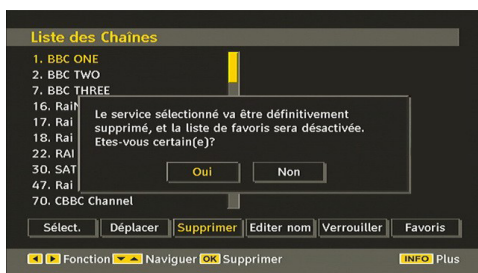 Liste des Chaînes
1. BBC ONE
2. BBC TWO
7. BBC THREE
16. Rai
17. Rai
18. Rai
22. RAI
30. SAT
47. Rai
70. CBBC Channel
Le service sélectionné va être définitivement
supprimé, et la liste de favoris sera désactivée.
Etes-vous certain(e)?
Oui Non
Sélect. Déplacer Supprimer Editer nom Verrouiller Favoris
Fonction Naviguer OK Supprimer INFO Plus